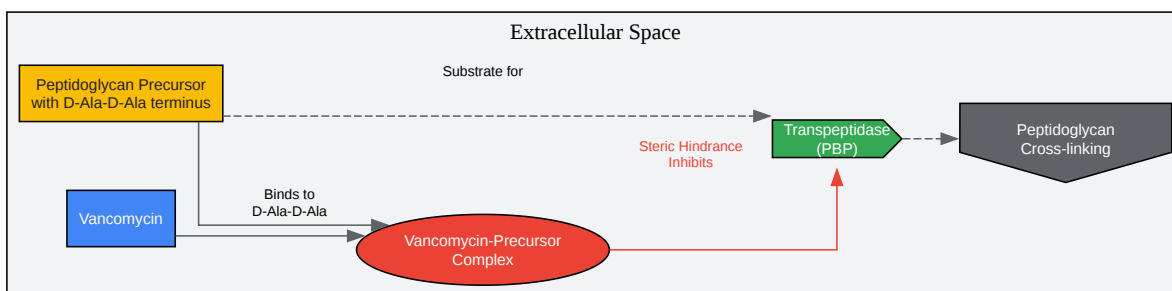 Extracellular Space
Substrate for
Peptidoglycan Precursor
with D-Ala-D-Ala terminus
Transpeptidase
(PBP)
Peptidoglycan
Cross-linking
Steric Hindrance
Inhibits
Vancomycin
Binds to
D-Ala-D-Ala
Vancomycin-Precursor
Complex